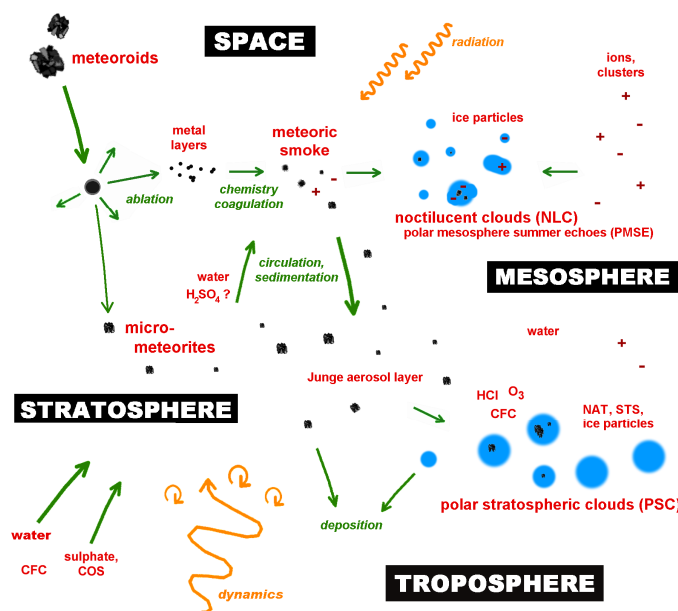 SPACE
meteoroids
radiation
ions,
clusters
+
-
+
-
+
+
-
metal
layers
meteoric
smoke
-
+
ice particles
-
+
-
-
ablation
chemistry
coagulation
noctilucent clouds (NLC)
polar mesosphere summer echoes (PMSE)
MESOSPHERE
water
H2SO4 ?
circulation,
sedimentation
micro-
meteorites
water
+
-
Junge aerosol layer
HCl O3
CFC
NAT, STS,
ice particles
STRATOSPHERE
polar stratospheric clouds (PSC)
deposition
water
CFC
sulphate,
COS
dynamics
TROPOSPHERE